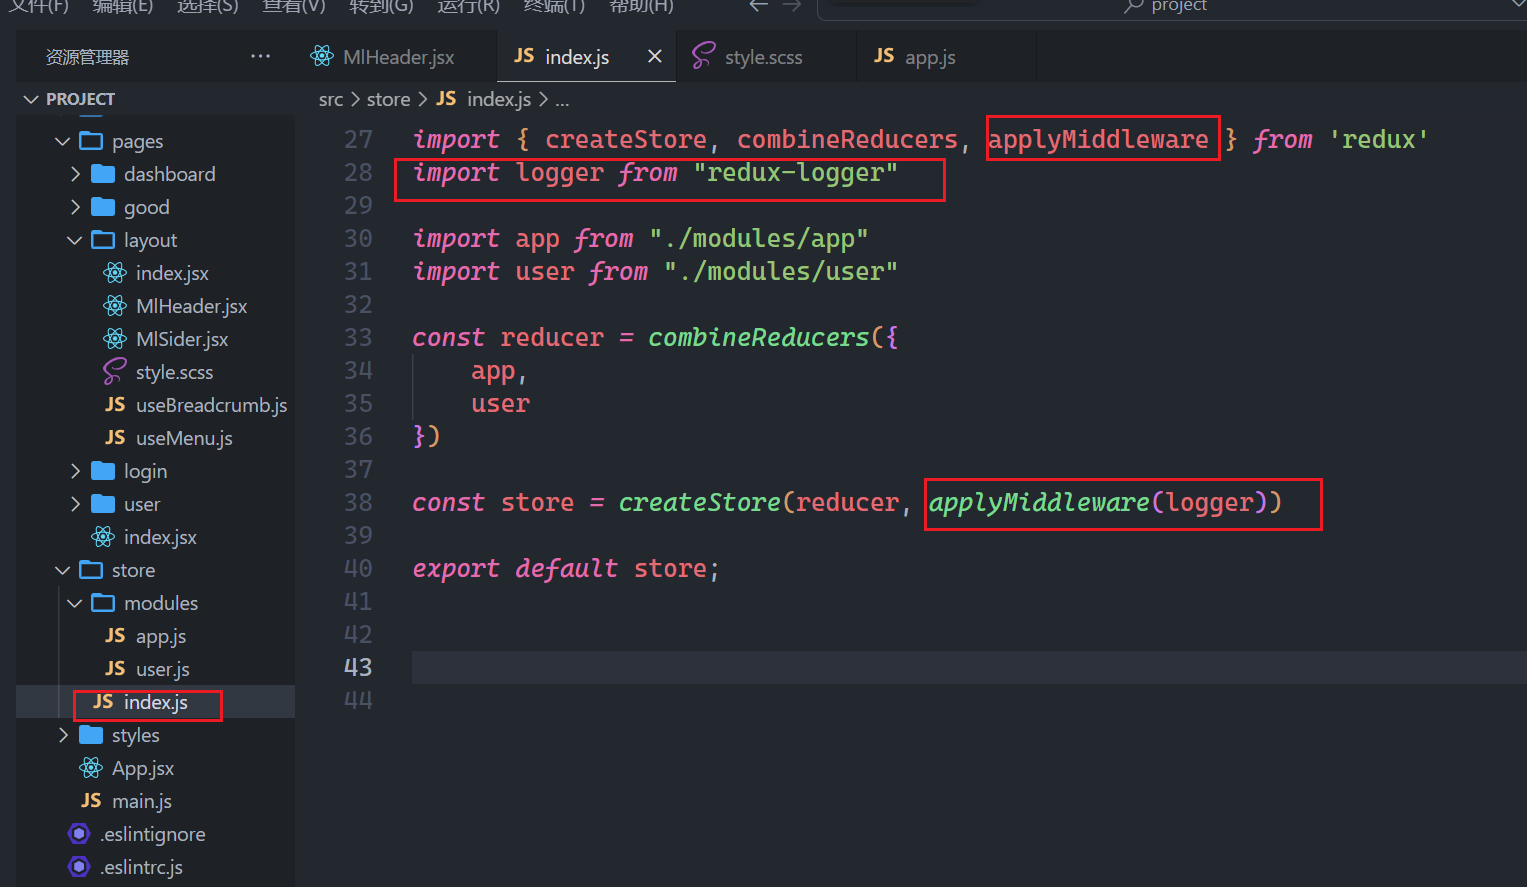 文件(F) 编辑(E) 选择(S) 查看(V) 转到(G) 运行(R) 终端(T) 帮助(H) project
资源管理器 ··· MlHeader.jsx JS index.js style.scss JS app.js
PROJECT
src > store > JS index.js > ...
pages
dashboard
good
layout
index.jsx
MlHeader.jsx
MlSider.jsx
style.scss
JS useBreadcrumb.js
JS useMenu.js
login
user
index.jsx
store
modules
JS app.js
JS user.js
JS index.js
styles
App.jsx
JS main.js
.eslintignore
.eslintrc.js
27 import { createStore, combineReducers, applyMiddleware } from 'redux'
28 import logger from "redux-logger"
29
30 import app from "./modules/app"
31 import user from "./modules/user"
32
33 const reducer = combineReducers({
34 app,
35 user
36 })
37
38 const store = createStore(reducer, applyMiddleware(logger))
39
40 export default store;
41
42
43
44